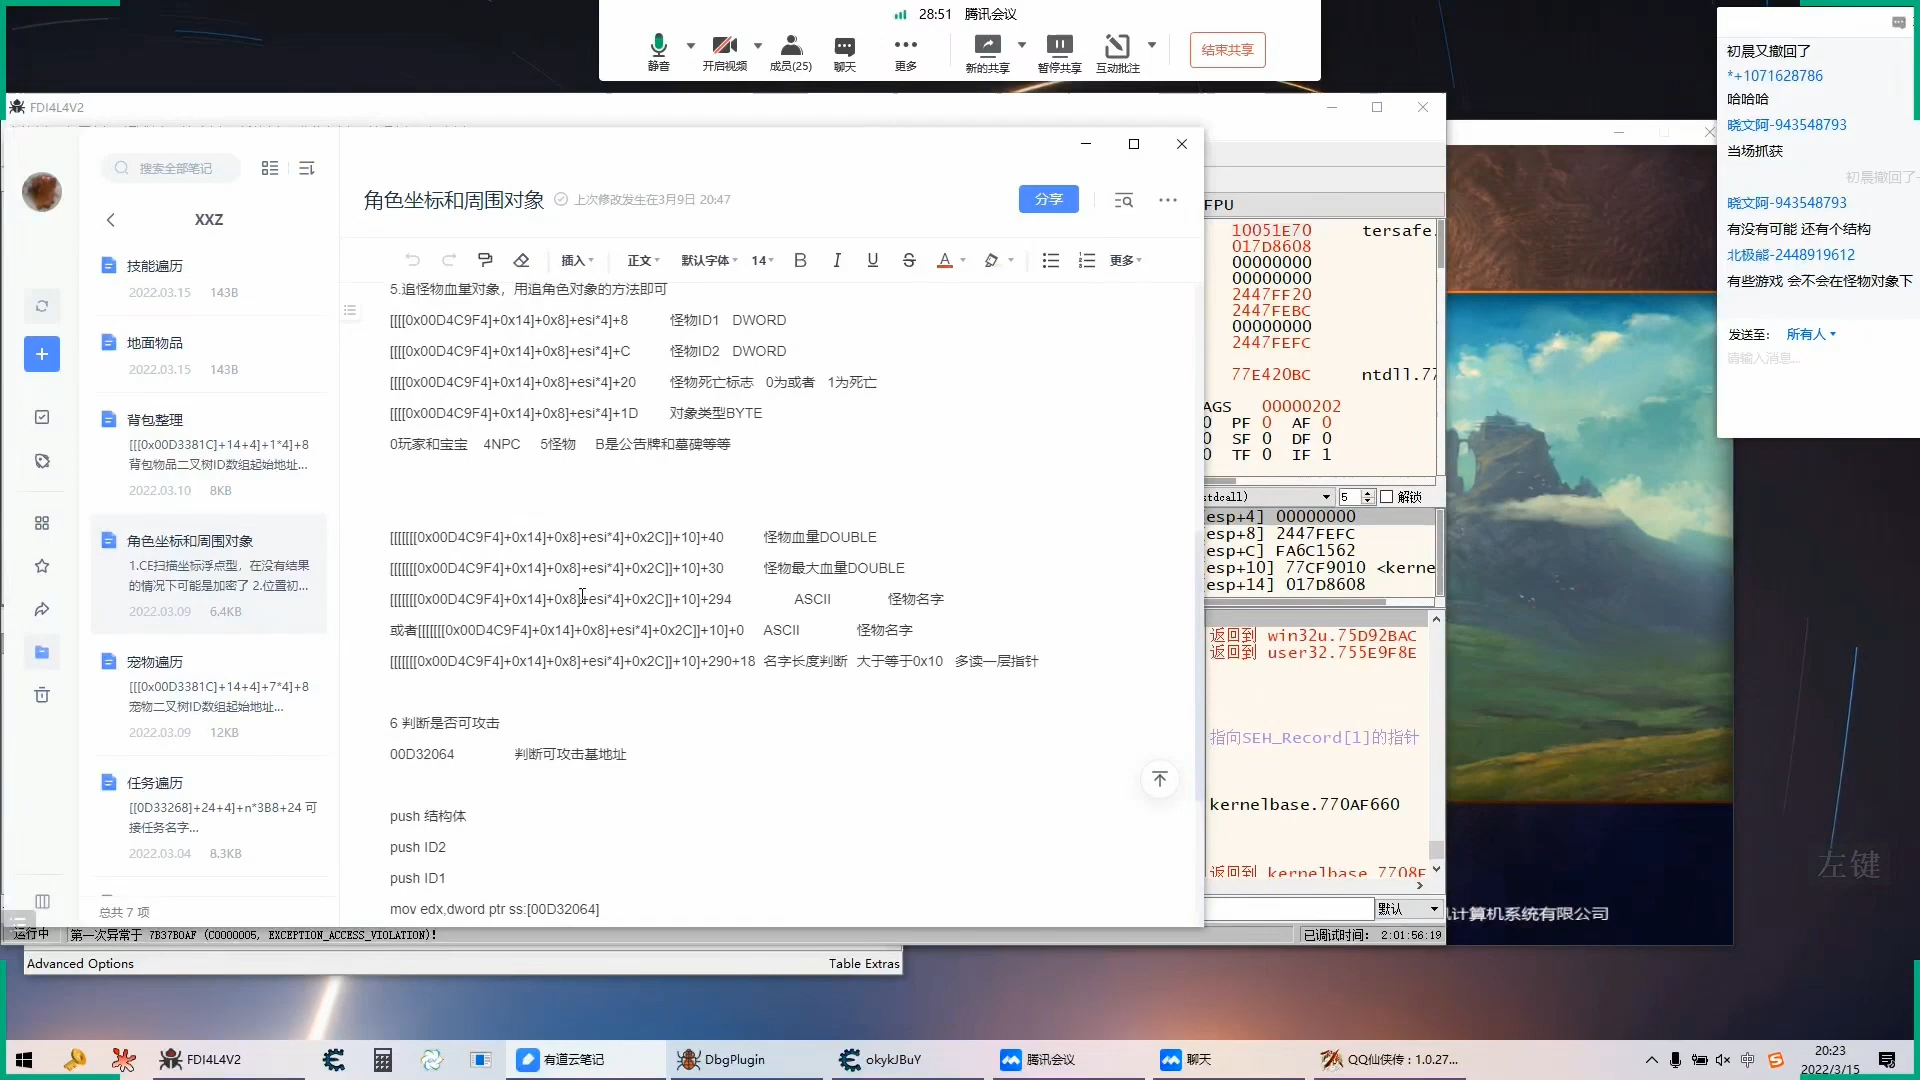 28:51 腾讯会议
静音
开启视频
成员(25)
聊天
更多
新的共享
暂停共享
互动批注
结束共享
初晨又撤回了
*+1071628786
哈哈哈
晓文阿-943548793
当场抓获
初晨撤回了
晓文阿-943548793
有没有可能 还有个结构
北极能-2448919612
有些游戏 会不会在怪物对象下
发送至: 所有人
请输入消息...
FDI4L4V2
搜索全部笔记
XXZ
技能遍历
2022.03.15 143B
地面物品
2022.03.15 143B
背包整理
[[[0x00D3381C]+14+4]+1*4]+8
背包物品二叉树ID数组起始地址...
2022.03.10 8KB
角色坐标和周围对象
1.CE扫描坐标浮点型，在没有结果
的情况下可能是加密了 2.位置初...
2022.03.09 6.4KB
宠物遍历
[[[0x00D3381C]+14+4]+7*4]+8
宠物二叉树ID数组起始地址...
2022.03.09 12KB
任务遍历
[[0D33268]+24+4]+n*3B8+24 可
接任务名字...
2022.03.04 8.3KB
总共 7 项
角色坐标和周围对象 上次修改发生在3月9日 20:47
分享
插入 正文 默认字体 14 B I U S A 更多
5.追怪物血量对象，用追角色对象的方法即可
[[[[0x00D4C9F4]+0x14]+0x8]+esi*4]+8 怪物ID1 DWORD
[[[[0x00D4C9F4]+0x14]+0x8]+esi*4]+C 怪物ID2 DWORD
[[[[0x00D4C9F4]+0x14]+0x8]+esi*4]+20 怪物死亡标志 0为或者 1为死亡
[[[[0x00D4C9F4]+0x14]+0x8]+esi*4]+1D 对象类型BYTE
0玩家和宝宝 4NPC 5怪物 B是公告牌和墓碑等等
[[[[[[[0x00D4C9F4]+0x14]+0x8]+esi*4]+0x2C]]+10]+40 怪物血量DOUBLE
[[[[[[[0x00D4C9F4]+0x14]+0x8]+esi*4]+0x2C]]+10]+30 怪物最大血量DOUBLE
[[[[[[[0x00D4C9F4]+0x14]+0x8]+esi*4]+0x2C]]+10]+294 ASCII 怪物名字
或者[[[[[[[0x00D4C9F4]+0x14]+0x8]+esi*4]+0x2C]]+10]+0 ASCII 怪物名字
[[[[[[[0x00D4C9F4]+0x14]+0x8]+esi*4]+0x2C]]+10]+290+18 名字长度判断 大于等于0x10 多读一层指针
6 判断是否可攻击
00D32064 判断可攻击基地址
push 结构体
push ID2
push ID1
mov edx,dword ptr ss:[00D32064]
FPU
10051E70 tersafe.
017D8608
00000000
00000000
2447FF20
2447FEBC
00000000
2447FEFC
77E420BC ntdll.77
AGS 00000202
0 PF 0 AF 0
0 SF 0 DF 0
0 TF 0 IF 1
stdcall) 5 解锁
[esp+4] 00000000
[esp+8] 2447FEFC
[esp+C] FA6C1562
[esp+10] 77CF9010 <kerne
[esp+14] 017D8608
返回到 win32u.75D92BAC
返回到 user32.755E9F8E
指向SEH_Record[1]的指针
kernelbase.770AF660
返回到 kernelbase.7708F
默认
运行中 第一次异常于 7B37B0AF (C0000005, EXCEPTION_ACCESS_VIOLATION)!
已调试时间: 2:01:56:19
Advanced Options
Table Extras
计算机系统有限公司
左键
FDI4L4V2
有道云笔记
DbgPlugin
okykJBuY
腾讯会议
聊天
QQ仙侠传 : 1.0.27...
中
20:23
2022/3/15